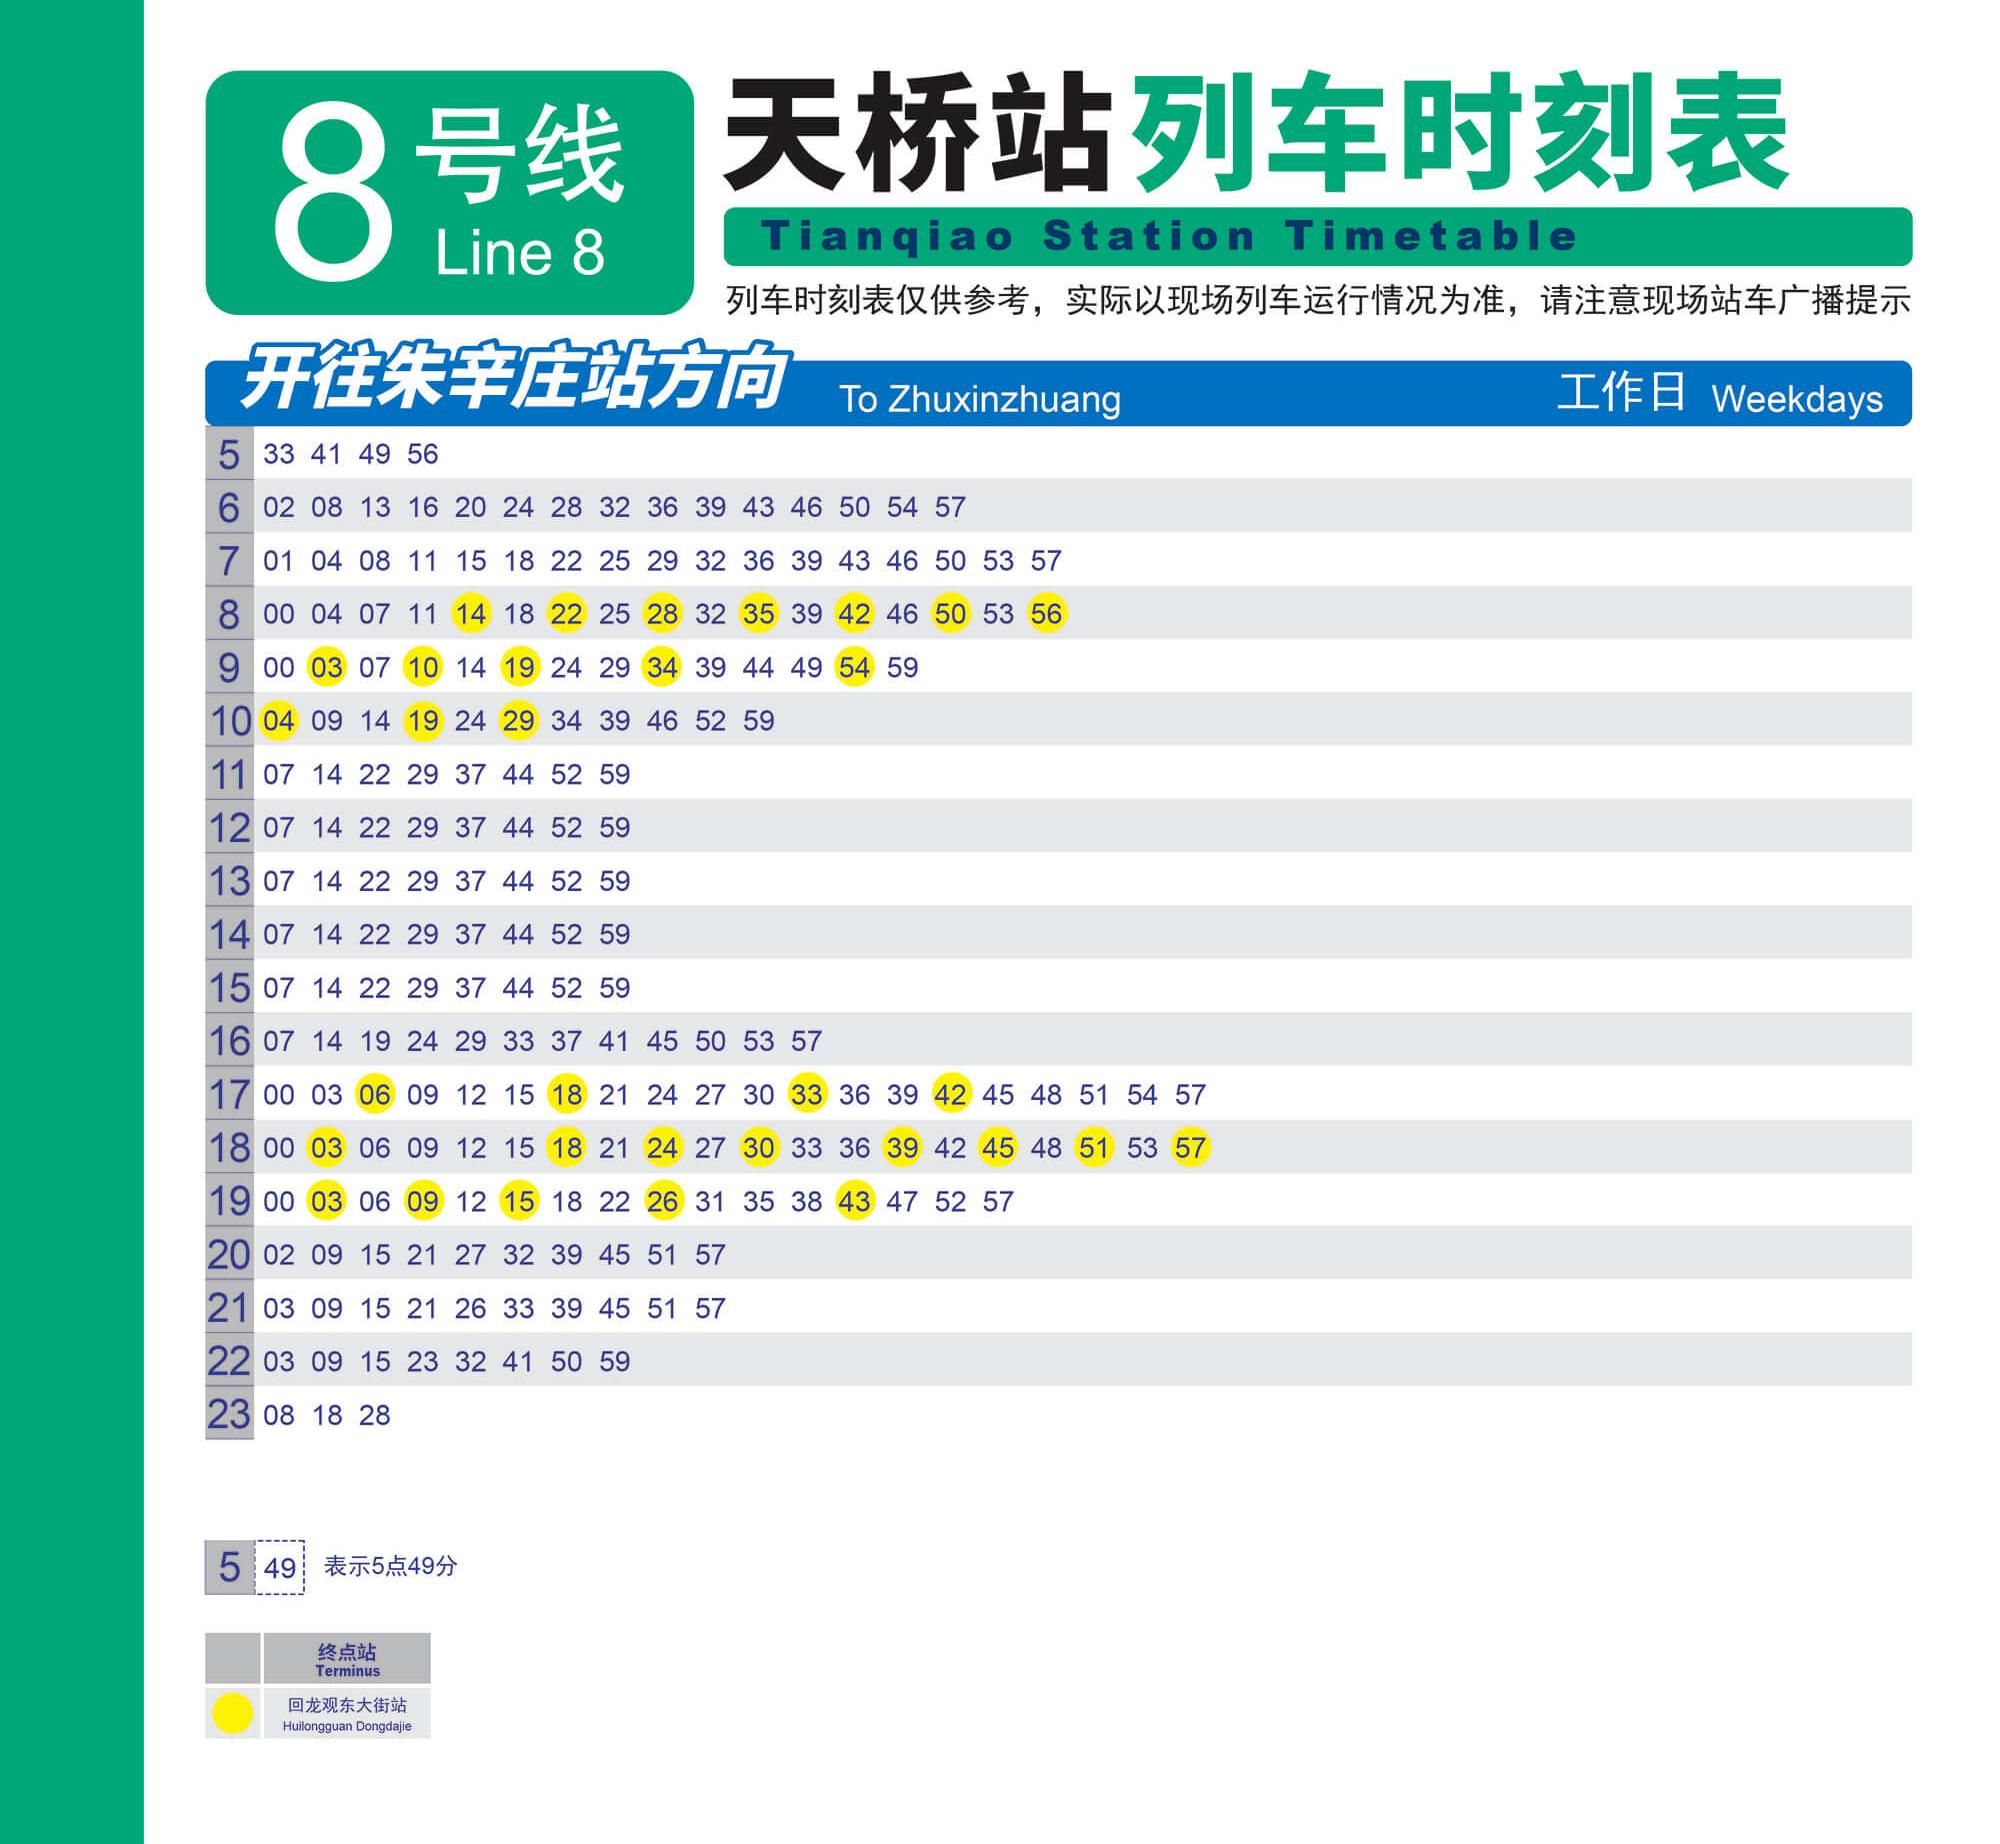 8号线
Line 8
天桥站列车时刻表
Tianqiao Station Timetable
列车时刻表仅供参考，实际以现场列车运行情况为准，请注意现场站车广播提示
开往朱辛庄站方向 To Zhuxinzhuang 工作日 Weekdays
5 33 41 49 56
6 02 08 13 16 20 24 28 32 36 39 43 46 50 54 57
7 01 04 08 11 15 18 22 25 29 32 36 39 43 46 50 53 57
8 00 04 07 11 14 18 22 25 28 32 35 39 42 46 50 53 56
9 00 03 07 10 14 19 24 29 34 39 44 49 54 59
10 04 09 14 19 24 29 34 39 46 52 59
11 07 14 22 29 37 44 52 59
12 07 14 22 29 37 44 52 59
13 07 14 22 29 37 44 52 59
14 07 14 22 29 37 44 52 59
15 07 14 22 29 37 44 52 59
16 07 14 19 24 29 33 37 41 45 50 53 57
17 00 03 06 09 12 15 18 21 24 27 30 33 36 39 42 45 48 51 54 57
18 00 03 06 09 12 15 18 21 24 27 30 33 36 39 42 45 48 51 53 57
19 00 03 06 09 12 15 18 22 26 31 35 38 43 47 52 57
20 02 09 15 21 27 32 39 45 51 57
21 03 09 15 21 26 33 39 45 51 57
22 03 09 15 23 32 41 50 59
23 08 18 28
5 49 表示5点49分
终点站
Terminus
回龙观东大街站
Huilongguan Dongdajie